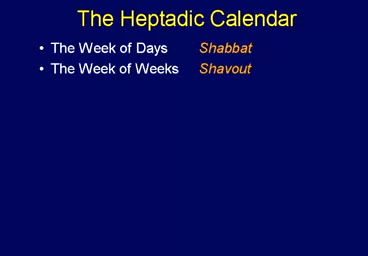 The Heptadic Calendar
• The Week of Days Shabbat
• The Week of Weeks Shavout